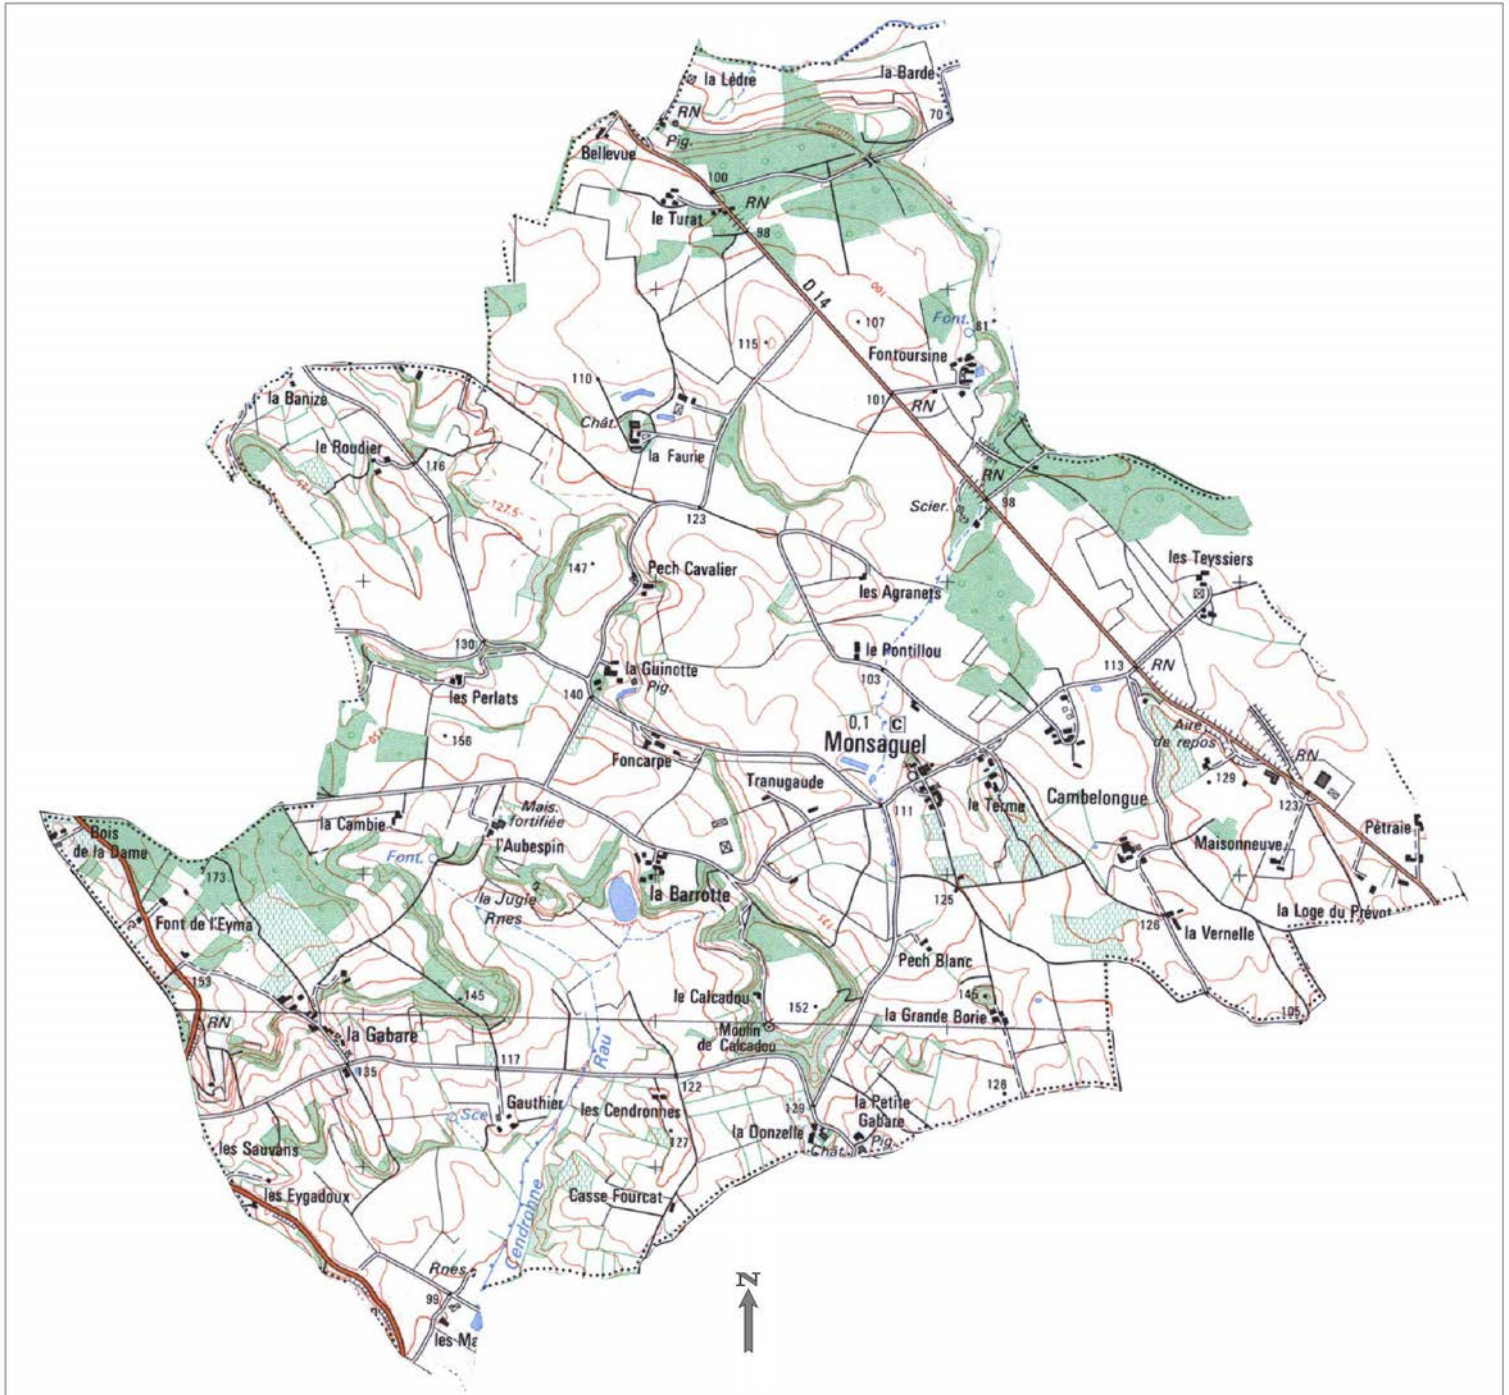 la Lèdre
la Barde
RN
70
Pig.
Bellevue
100
RN
le Turat
98
D 14
100
107
Font.
81
115
Fontoursine
110
la Banize
101
RN
Chât.
le Roudier
la Faurie
116
RN
127,5
Scier.
98
123
les Teyssiers
147
Pech Cavalier
les Agranets
130
le Pontillou
113
RN
la Guinotte
103
Pig.
les Perlats
140
0,1
C
Aire
de repos
156
150
Monsaguel
RN
Foncarpe
129
Tranugaude
le Terme
Cambelongue
123
Mais.
fortifiée
111
la Cambie
Pétraie
Bois
de la Dame
l'Aubespin
Maisonneuve
Font.
173
la Jugie
Rnes
la Barrotte
125
la Loge du Prévot
Font de l'Eyma
135
126
la Vernelle
Pech Blanc
153
145
le Calcadou
152
145
la Grande Borie
105
RN
la Gabare
Moulin
de Calcadou
Rau
117
135
122
126
Gauthier
les Cendronnes
la Petite
Gabare
Sce
129
la Donzelle
127
Pig.
Chât.
les Sauvans
les Eygadoux
Casse Fourcat
Cendronne
Rnes
99
les Ma
N